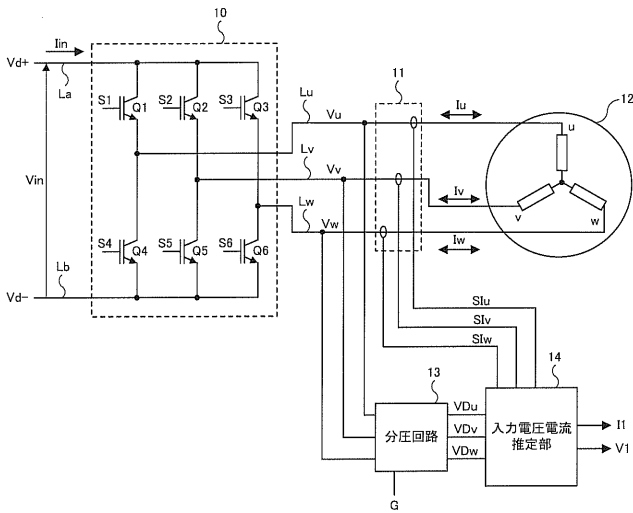 10
Iin
Vd+
La
S1
Q1
S2
Q2
S3
Q3
Lu
Vu
11
Iu
12
u
Vin
Lv
Vv
Iv
v
w
Lw
Vw
Iw
S4
Q4
S5
Q5
S6
Q6
Lb
Vd−
SIu
SIv
SIw
13
14
分圧回路
VDu
VDv
VDw
入力電圧電流
推定部
I1
V1
G